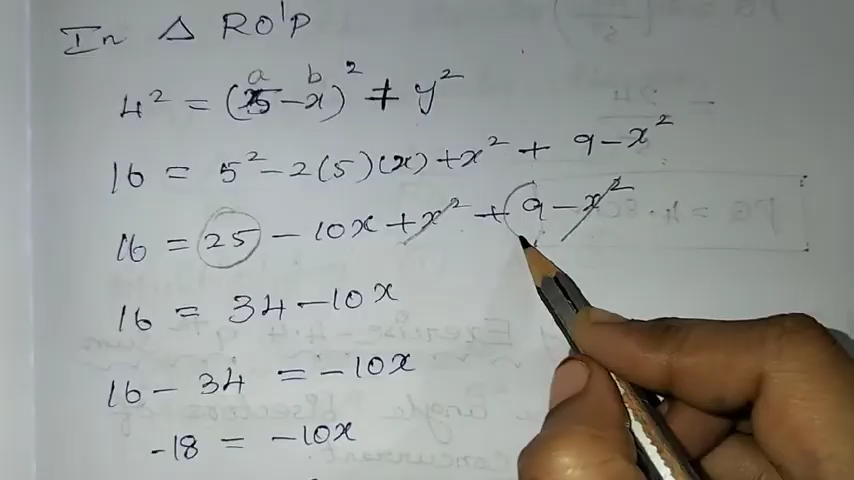 In △ RO'P
a b
4² = (5-x)² + y²
16 = 5² - 2(5)(x) + x² + 9 - x²
16 = 25 - 10x + x² + 9 - x²
16 = 34 - 10x
16 - 34 = -10x
-18 = -10x